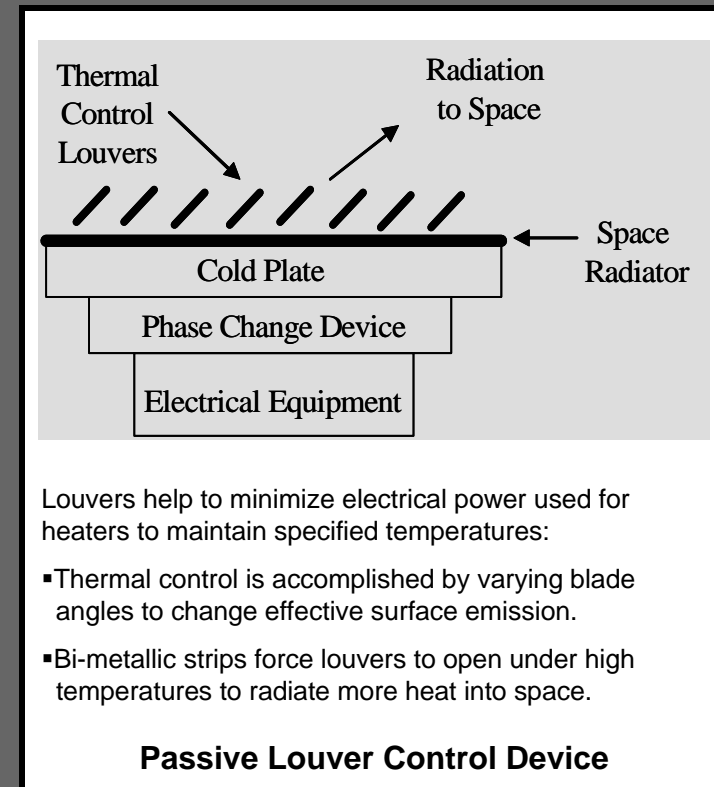 Thermal
Control
Louvers
Radiation
to Space
Space
Radiator
Cold Plate
Phase Change Device
Electrical Equipment
Louvers help to minimize electrical power used for
heaters to maintain specified temperatures:
▪Thermal control is accomplished by varying blade
angles to change effective surface emission.
▪Bi-metallic strips force louvers to open under high
temperatures to radiate more heat into space.
Passive Louver Control Device